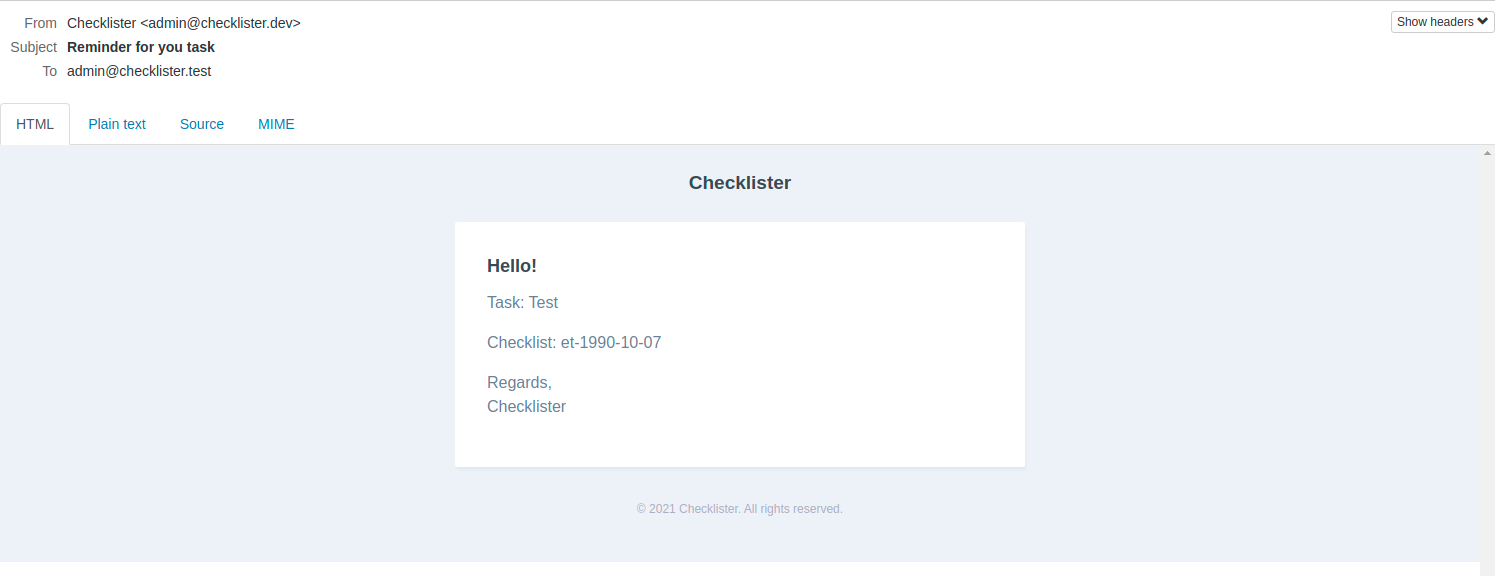 From Checklister <admin@checklister.dev>
Show headers
Subject Reminder for you task
To admin@checklister.test
HTML Plain text Source MIME
Checklister
Hello!
Task: Test
Checklist: et-1990-10-07
Regards,
Checklister
© 2021 Checklister. All rights reserved.